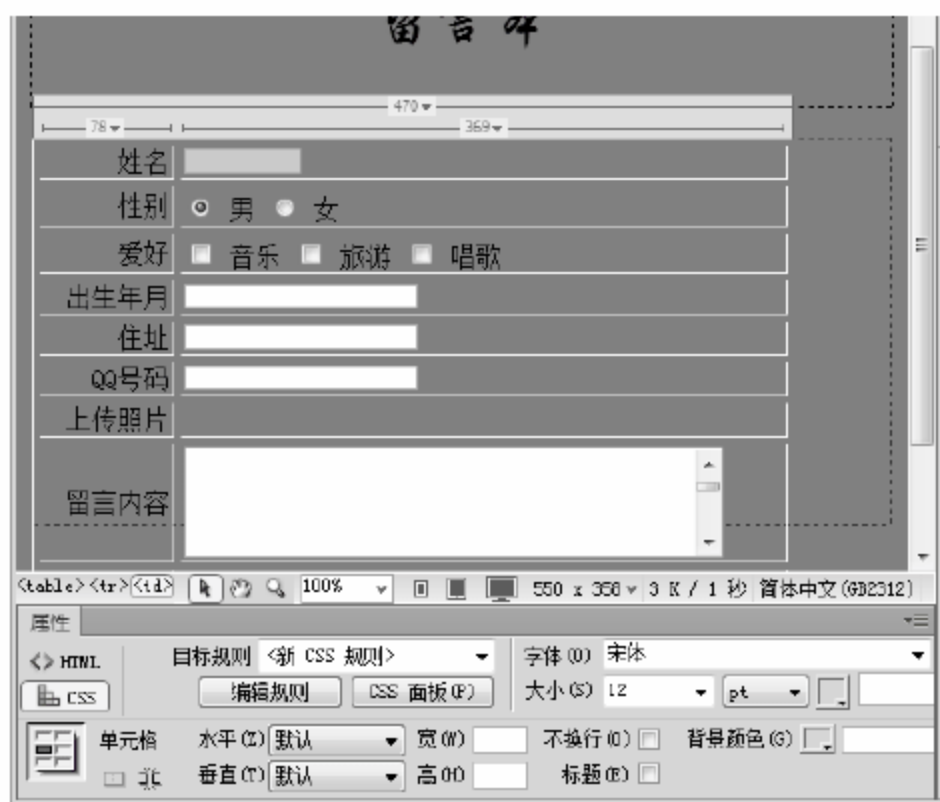 470
78 369
姓名
性别 男 女
爱好 音乐 旅游 唱歌
出生年月
住址
QQ号码
上传照片
留言内容
<table> <tr> <td> 100% 550 x 358 3 K / 1 秒 简体中文(GB2312)
属性
<> HTML 目标规则 <新 CSS 规则> 字体(O) 宋体
CSS 编辑规则 CSS 面板(P) 大小(S) 12 pt
单元格 水平(Z) 默认 宽(W) 不换行(O) 背景颜色(G)
垂直(T) 默认 高(H) 标题(E)